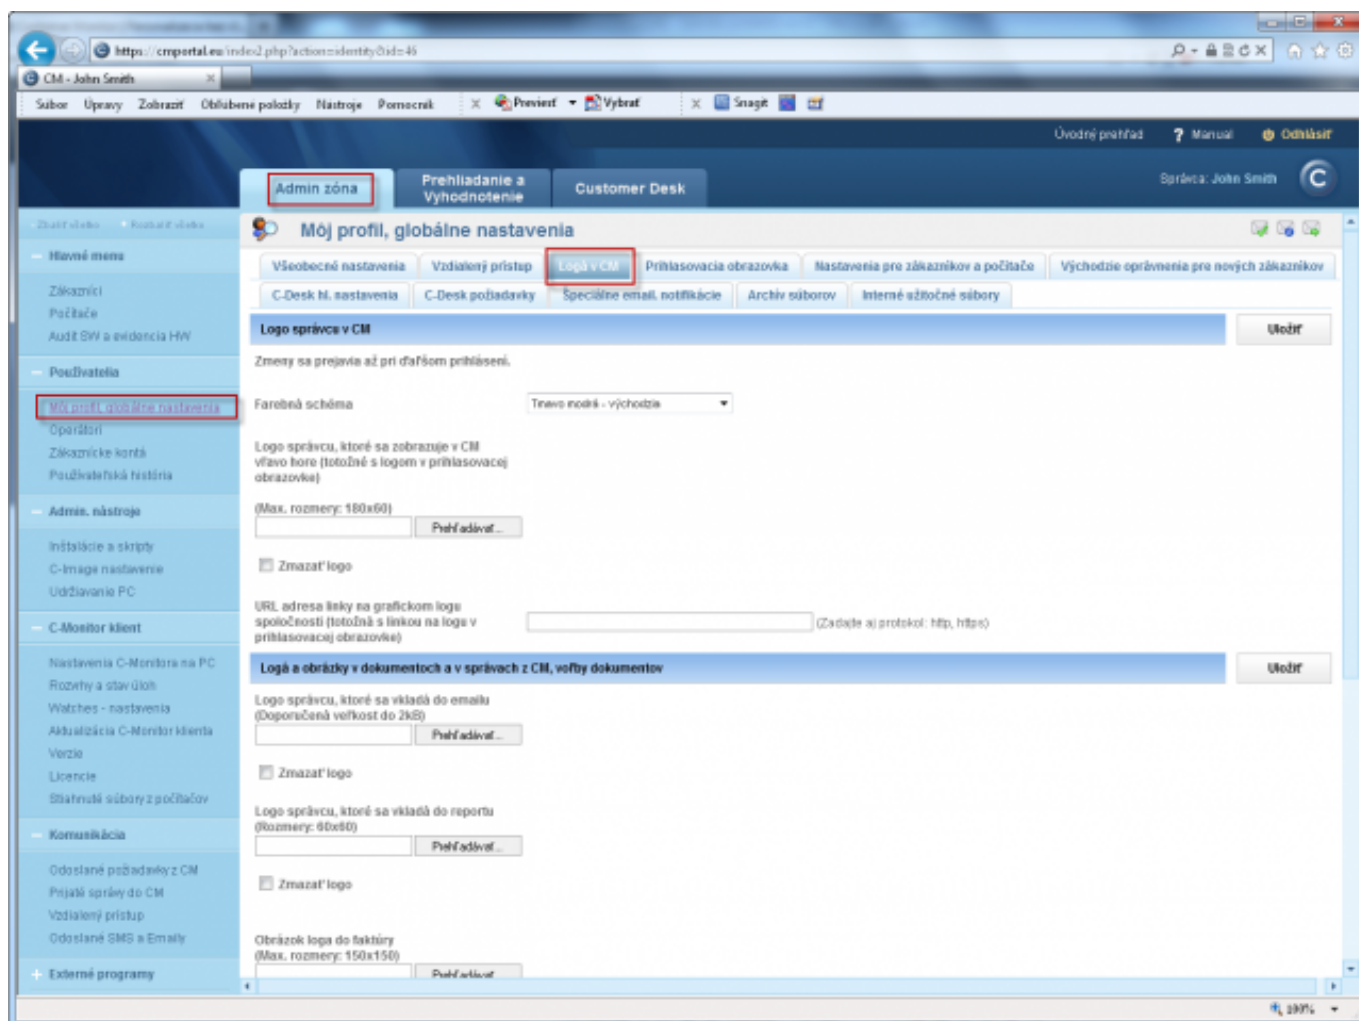 https://cmportal.eu/index2.php?action=identity&id=46
CM - John Smith
Súbor Úpravy Zobraziť Obľúbené položky Nástroje Pomocník Previesť Vybrať Snagit
Úvodný prehľad ? Manual Odhlásiť
Správca: John Smith
Admin zóna
Prehliadanie a Vyhodnotenie
Customer Desk
Zbaliť všetko Rozbaliť všetko
Hlavné menu
Zákazníci
Počítače
Audit SW a evidencia HW
Používatelia
Môj profil, globálne nastavenia
Operátori
Zákaznícke kontá
Používateľská história
Admin. nástroje
Inštalácie a skripty
C-Image nastavenie
Udržiavanie PC
C-Monitor klient
Nastavenia C-Monitora na PC
Rozvrhy a stav úloh
Watches - nastavenia
Aktualizácia C-Monitor klienta
Verzie
Licencie
Stiahnuté súbory z počítačov
Komunikácia
Odoslané požiadavky z CM
Prijaté správy do CM
Vzdialený prístup
Odoslané SMS a Emaily
Externé programy
Môj profil, globálne nastavenia
Všeobecné nastavenia Vzdialený prístup Logá v CM Prihlasovacia obrazovka Nastavenia pre zákazníkov a počítače Východzie oprávnenia pre nových zákazníkov
C-Desk hl. nastavenia C-Desk požiadavky Špeciálne email. notifikácie Archív súborov Interné užitočné súbory
Logo správcu v CM Uložiť
Zmeny sa prejavia až pri ďaľšom prihlásení.
Farebná schéma Tmavo modrá - východzia
Logo správcu, ktoré sa zobrazuje v CM
vľavo hore (totožné s logom v prihlasovacej
obrazovke)
(Max. rozmery: 180x60)
Prehľadávať...
Zmazať logo
URL adresa linky na grafickom logu
spoločnosti (totožná s linkou na logu v
prihlasovacej obrazovke)
(Zadajte aj protokol: http, https)
Logá a obrázky v dokumentoch a v správach z CM, voľby dokumentov Uložiť
Logo správcu, ktoré sa vkladá do emailu
(Doporučená veľkosť do 2kB)
Prehľadávať...
Zmazať logo
Logo správcu, ktoré sa vkladá do reportu
(Rozmery: 60x60)
Prehľadávať...
Zmazať logo
Obrázok loga do faktúry
(Max. rozmery: 150x150)
Prehľadávať...
100%